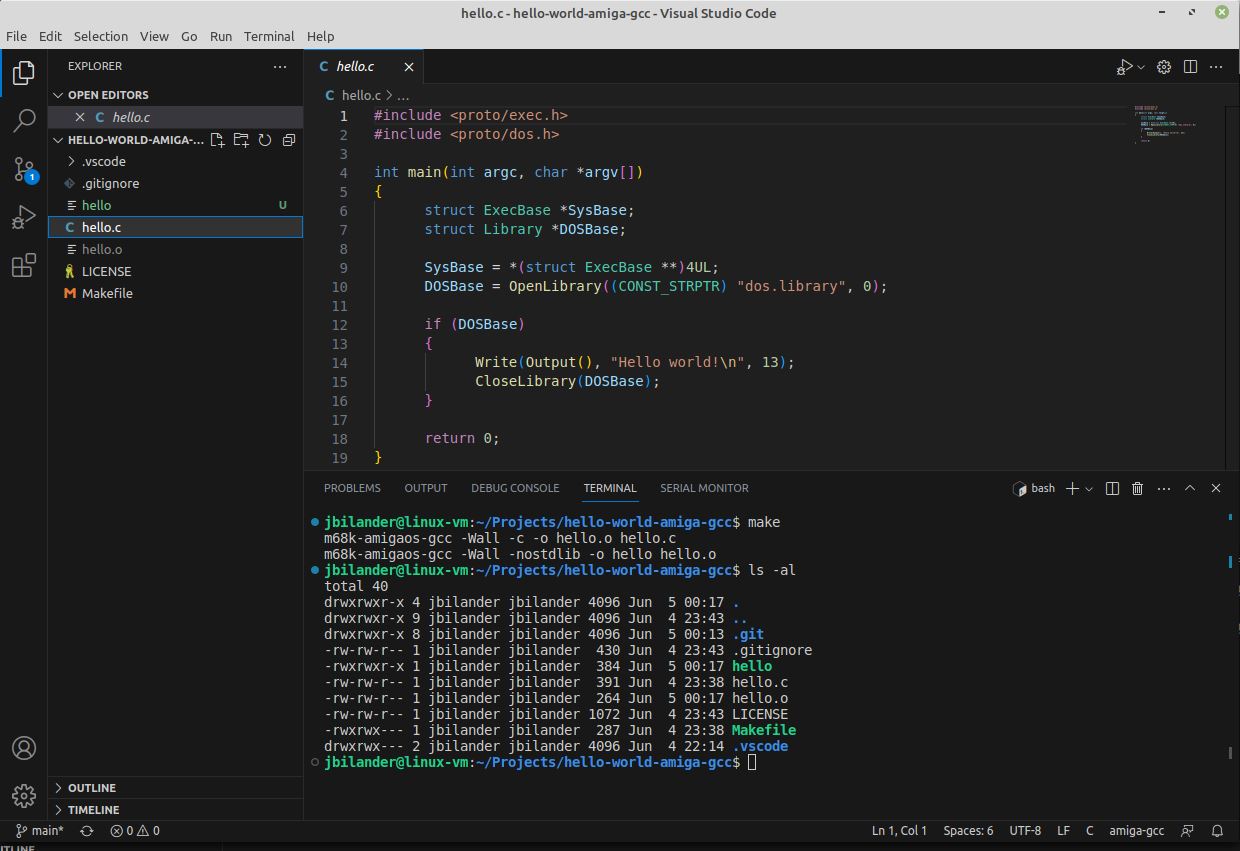 hello.c - hello-world-amiga-gcc - Visual Studio Code
File Edit Selection View Go Run Terminal Help
EXPLORER
OPEN EDITORS
C hello.c
HELLO-WORLD-AMIGA-...
.vscode
.gitignore
hello U
C hello.c
hello.o
LICENSE
M Makefile
OUTLINE
TIMELINE
1
C hello.c
C hello.c > ...
1 #include <proto/exec.h>
2 #include <proto/dos.h>
3
4 int main(int argc, char *argv[])
5 {
6 struct ExecBase *SysBase;
7 struct Library *DOSBase;
8
9 SysBase = *(struct ExecBase **)4UL;
10 DOSBase = OpenLibrary((CONST_STRPTR) "dos.library", 0);
11
12 if (DOSBase)
13 {
14 Write(Output(), "Hello world!\n", 13);
15 CloseLibrary(DOSBase);
16 }
17
18 return 0;
19 }
PROBLEMS OUTPUT DEBUG CONSOLE TERMINAL SERIAL MONITOR
bash
jbilander@linux-vm:~/Projects/hello-world-amiga-gcc$ make
m68k-amigaos-gcc -Wall -c -o hello.o hello.c
m68k-amigaos-gcc -Wall -nostdlib -o hello hello.o
jbilander@linux-vm:~/Projects/hello-world-amiga-gcc$ ls -al
total 40
drwxrwxr-x 4 jbilander jbilander 4096 Jun  5 00:17 .
drwxrwxr-x 9 jbilander jbilander 4096 Jun  4 23:43 ..
drwxrwxr-x 8 jbilander jbilander 4096 Jun  5 00:13 .git
-rw-rw-r-- 1 jbilander jbilander  430 Jun  4 23:43 .gitignore
-rwxrwxr-x 1 jbilander jbilander  384 Jun  5 00:17 hello
-rw-rw-r-- 1 jbilander jbilander  391 Jun  4 23:38 hello.c
-rw-rw-r-- 1 jbilander jbilander  264 Jun  5 00:17 hello.o
-rw-rw-r-- 1 jbilander jbilander 1072 Jun  4 23:43 LICENSE
-rwxrwx--- 1 jbilander jbilander  287 Jun  4 23:38 Makefile
drwxrwx--- 2 jbilander jbilander 4096 Jun  4 22:14 .vscode
jbilander@linux-vm:~/Projects/hello-world-amiga-gcc$
main* 0 0 Ln 1, Col 1 Spaces: 6 UTF-8 LF C amiga-gcc